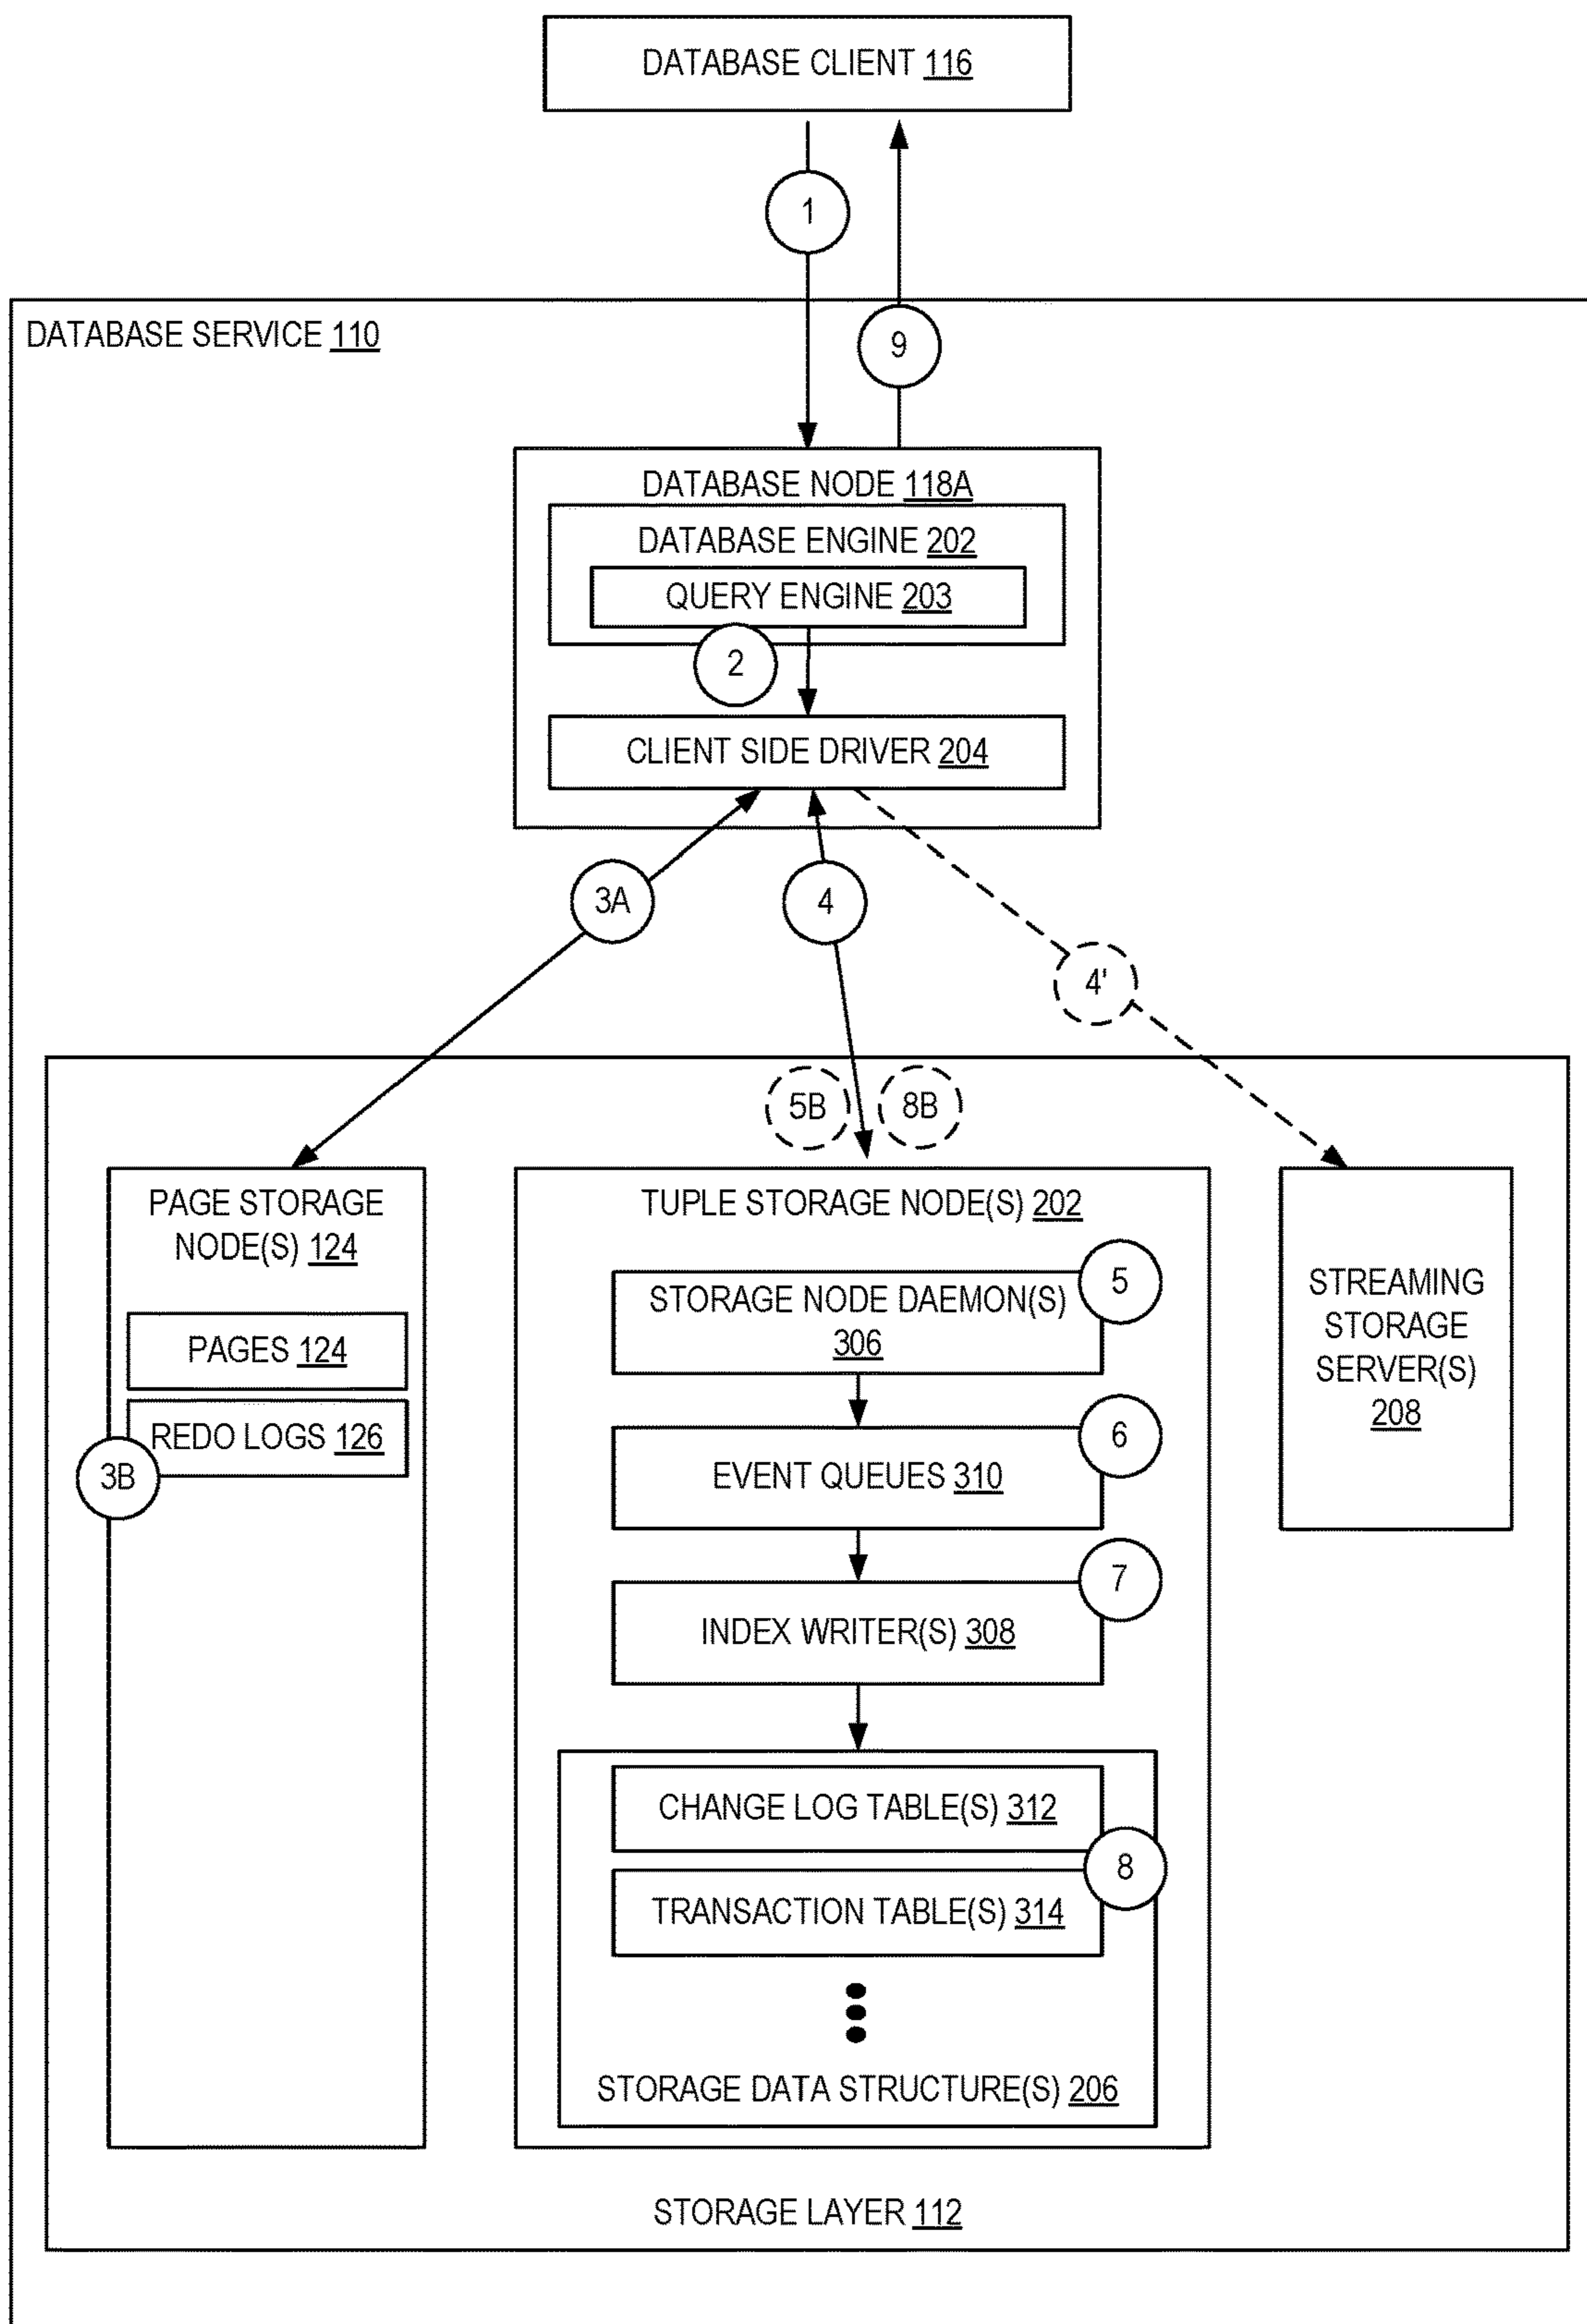 DATABASE CLIENT 116
1
DATABASE SERVICE 110
9
DATABASE NODE 118A
DATABASE ENGINE 202
QUERY ENGINE 203
2
CLIENT SIDE DRIVER 204
3A
4
4'
5B
8B
PAGE STORAGE
NODE(S) 124
PAGES 124
REDO LOGS 126
3B
TUPLE STORAGE NODE(S) 202
5
STORAGE NODE DAEMON(S)
306
6
EVENT QUEUES 310
7
INDEX WRITER(S) 308
CHANGE LOG TABLE(S) 312
8
TRANSACTION TABLE(S) 314
STORAGE DATA STRUCTURE(S) 206
STREAMING
STORAGE
SERVER(S)
208
STORAGE LAYER 112